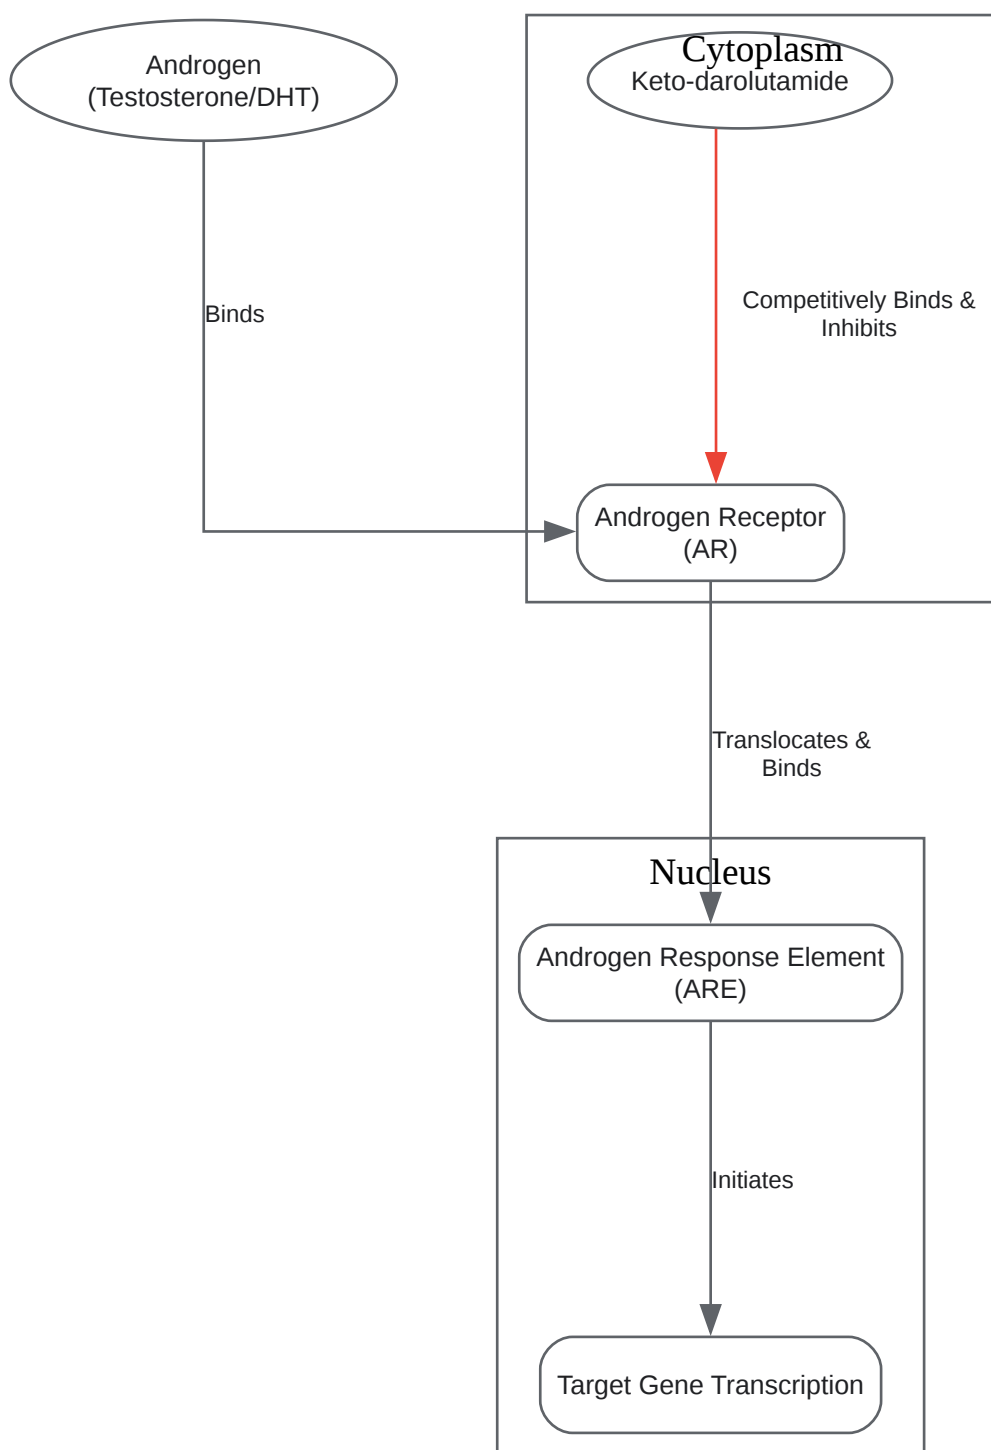 Androgen
(Testosterone/DHT)
Cytoplasm
Keto-darolutamide
Binds
Competitively Binds &
Inhibits
Androgen Receptor
(AR)
Translocates &
Binds
Nucleus
Androgen Response Element
(ARE)
Initiates
Target Gene Transcription